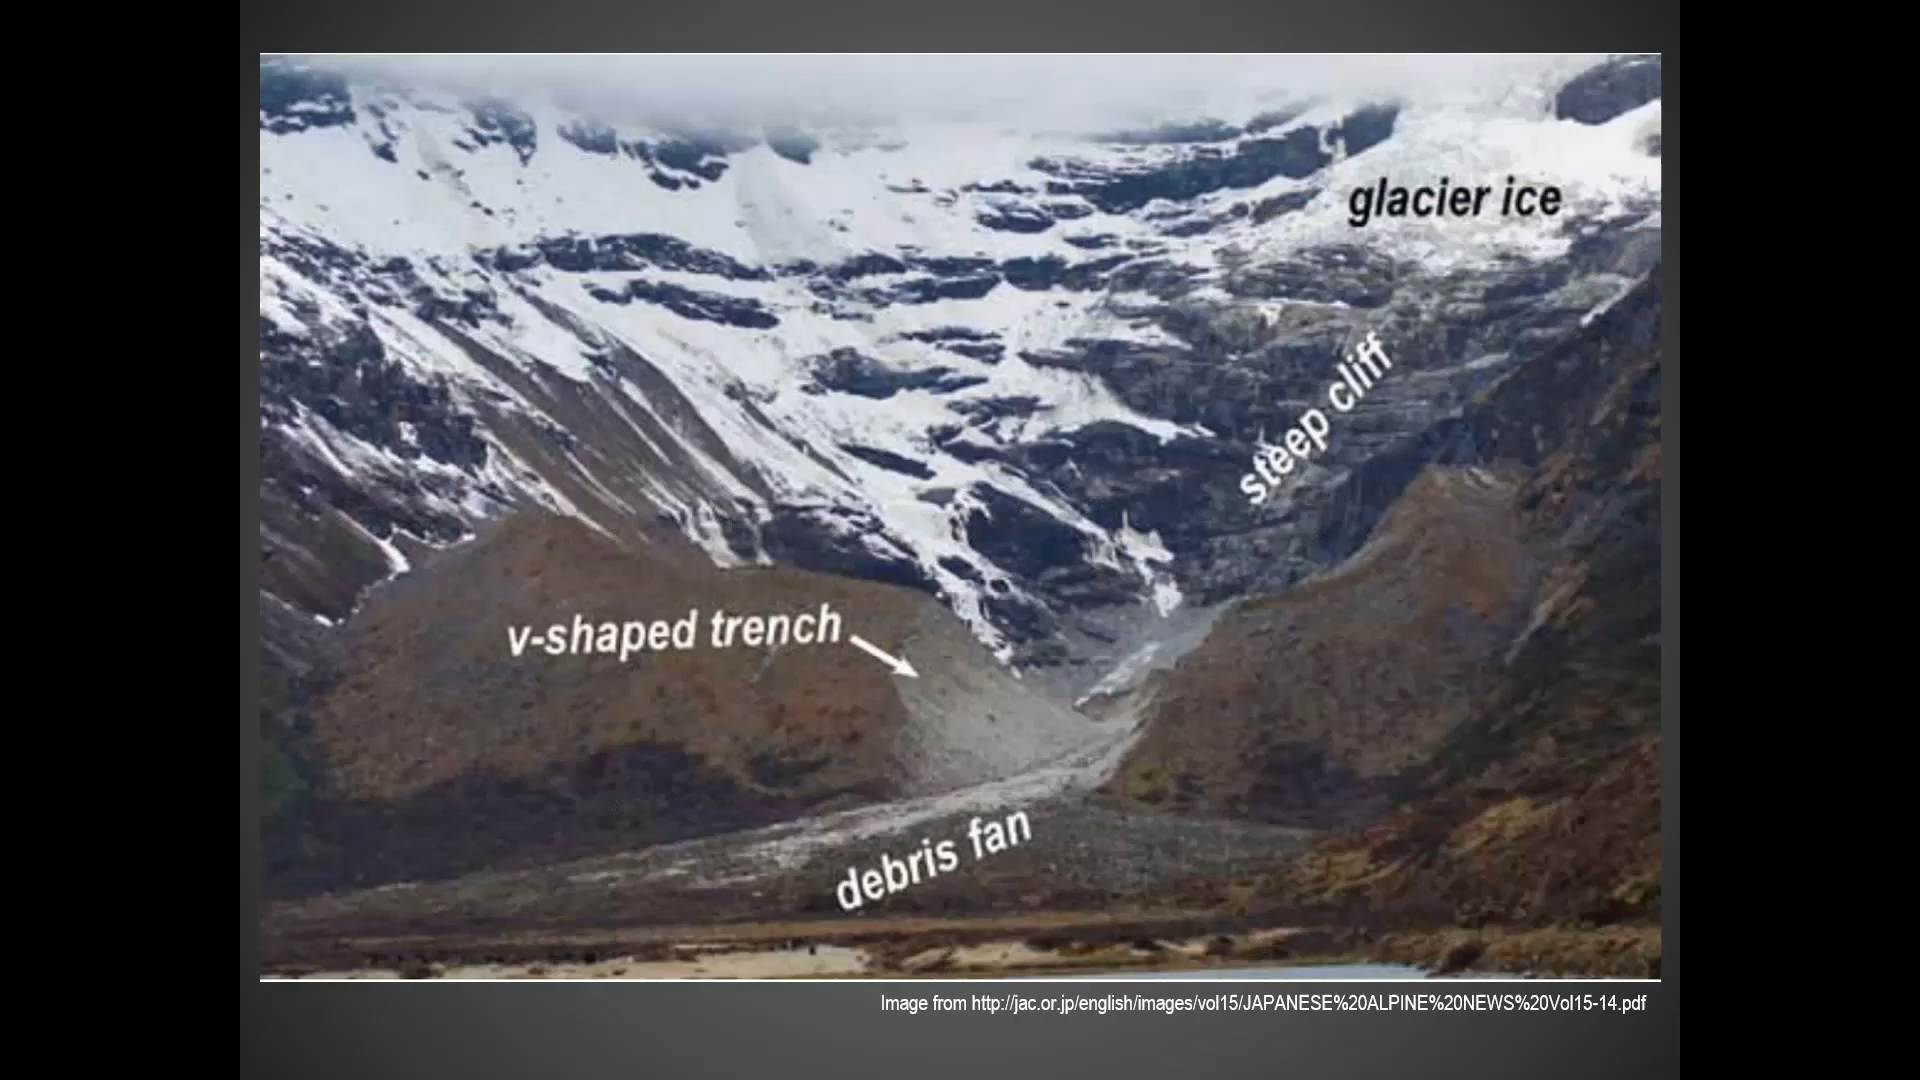 glacier ice
steep cliff
v-shaped trench
debris fan
Image from http://jac.or.jp/english/images/vol15/JAPANESE%20ALPINE%20NEWS%20Vol15-14.pdf